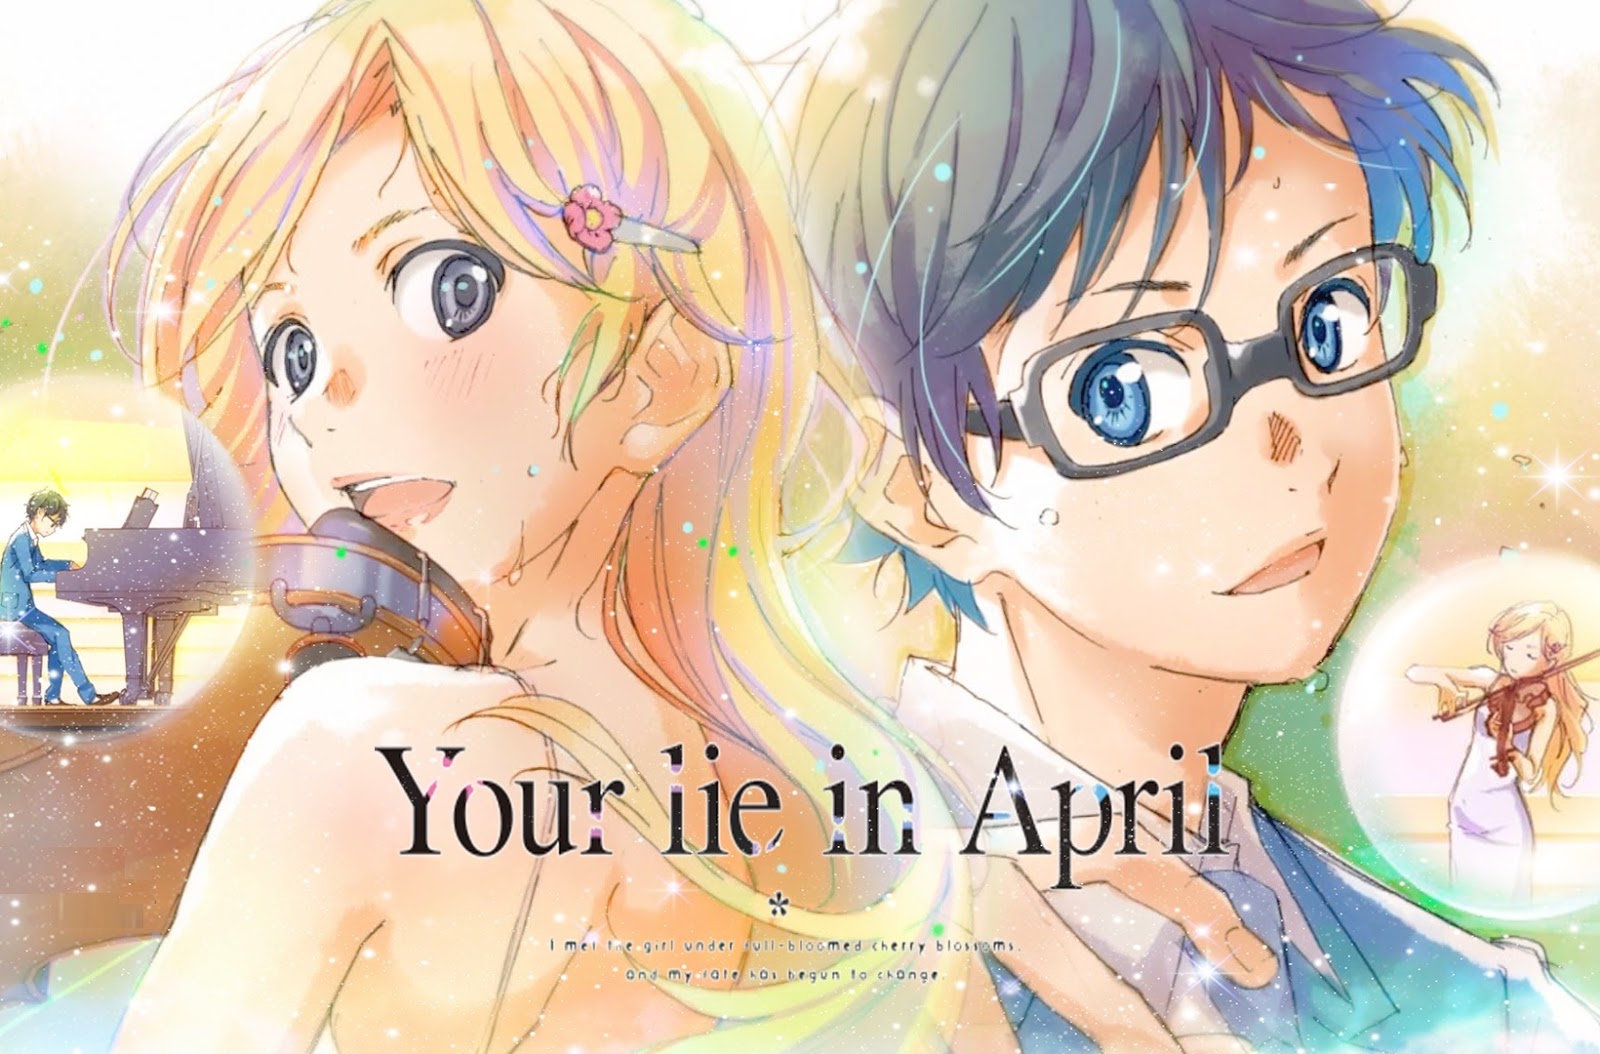 Your lie in April
*
I met the girl under full-bloomed cherry blossoms,
and my fate has begun to change.